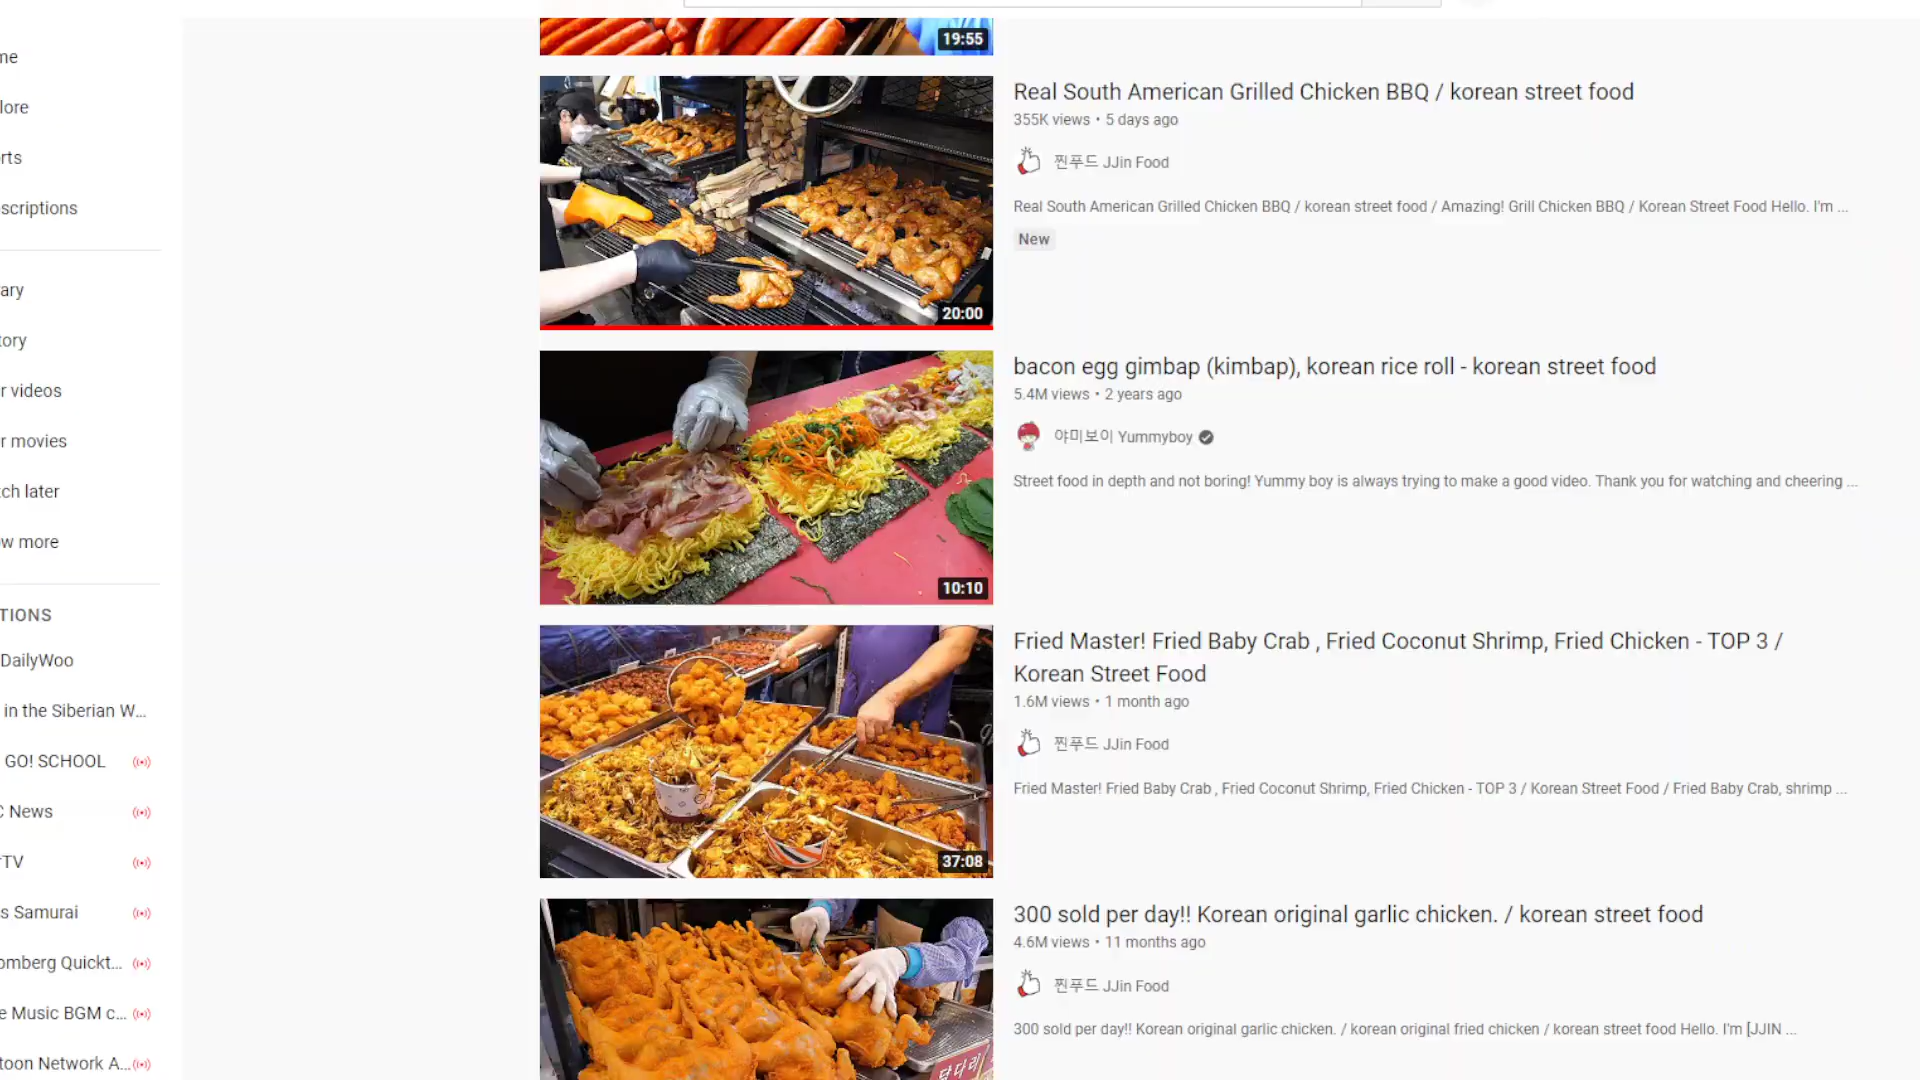 19:55
me
lore
rts
scriptions
ary
tory
r videos
r movies
tch later
ow more
TIONS
DailyWoo
in the Siberian W...
GO! SCHOOL
C News
TV
s Samurai
omberg Quickt...
e Music BGM c...
toon Network A...
20:00
Real South American Grilled Chicken BBQ / korean street food
355K views • 5 days ago
찐푸드 JJin Food
Real South American Grilled Chicken BBQ / korean street food / Amazing! Grill Chicken BBQ / Korean Street Food Hello. I'm ...
New
10:10
bacon egg gimbap (kimbap), korean rice roll - korean street food
5.4M views • 2 years ago
야미보이 Yummyboy
Street food in depth and not boring! Yummy boy is always trying to make a good video. Thank you for watching and cheering ...
37:08
Fried Master! Fried Baby Crab , Fried Coconut Shrimp, Fried Chicken - TOP 3 /
Korean Street Food
1.6M views • 1 month ago
찐푸드 JJin Food
Fried Master! Fried Baby Crab , Fried Coconut Shrimp, Fried Chicken - TOP 3 / Korean Street Food / Fried Baby Crab, shrimp ...
300 sold per day!! Korean original garlic chicken. / korean street food
4.6M views • 11 months ago
찐푸드 JJin Food
300 sold per day!! Korean original garlic chicken. / korean original fried chicken / korean street food Hello. I'm [JJIN ...
닭다리